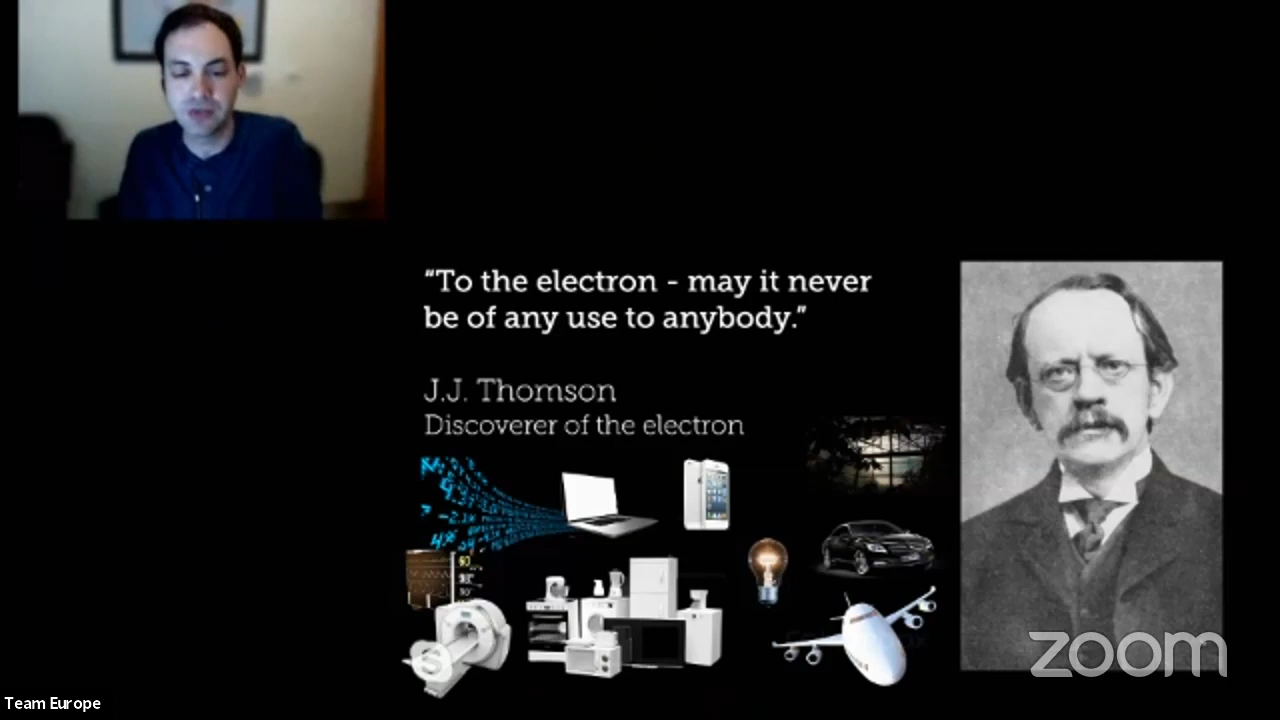 “To the electron - may it never
be of any use to anybody.”
J.J. Thomson
Discoverer of the electron
zoom
Team Europe